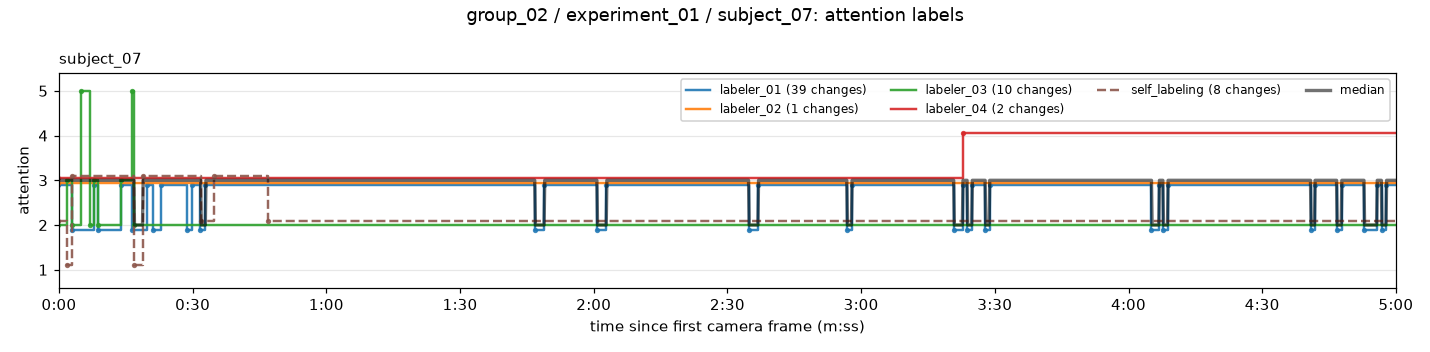 group_02 / experiment_01 / subject_07: attention labels
subject_07
labeler_01 (39 changes)
labeler_02 (1 changes)
labeler_03 (10 changes)
labeler_04 (2 changes)
self_labeling (8 changes)
median
5
4
3
2
1
attention
0:00 0:30 1:00 1:30 2:00 2:30 3:00 3:30 4:00 4:30 5:00
time since first camera frame (m:ss)